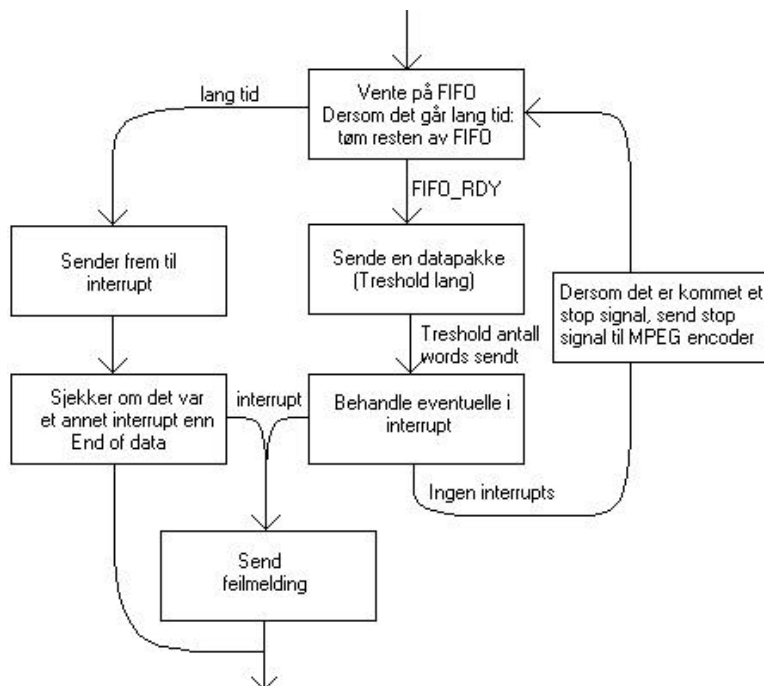 Vente på FIFO
Dersom det går lang tid:
tøm resten av FIFO
lang tid
FIFO_RDY
Sender frem til
interrupt
Sende en datapakke
(Treshold lang)
Dersom det er kommet et
stop signal, send stop
signal til MPEG encoder
Treshold antall
words sendt
Sjekker om det var
et annet interrupt enn
End of data
interrupt
Behandle eventuelle i
interrupt
Ingen interrupts
Send
feilmelding